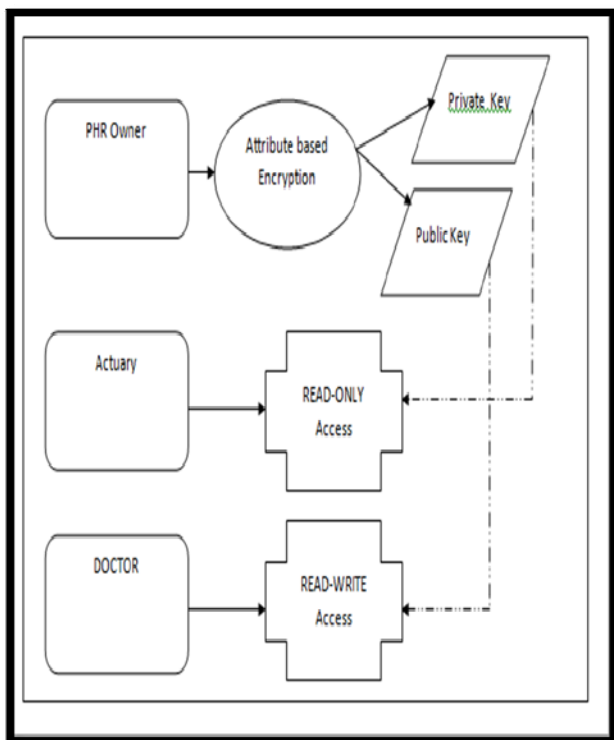 PHR Owner
Attribute based
Encryption
Private Key
Public Key
Actuary
READ-ONLY
Access
DOCTOR
READ-WRITE
Access